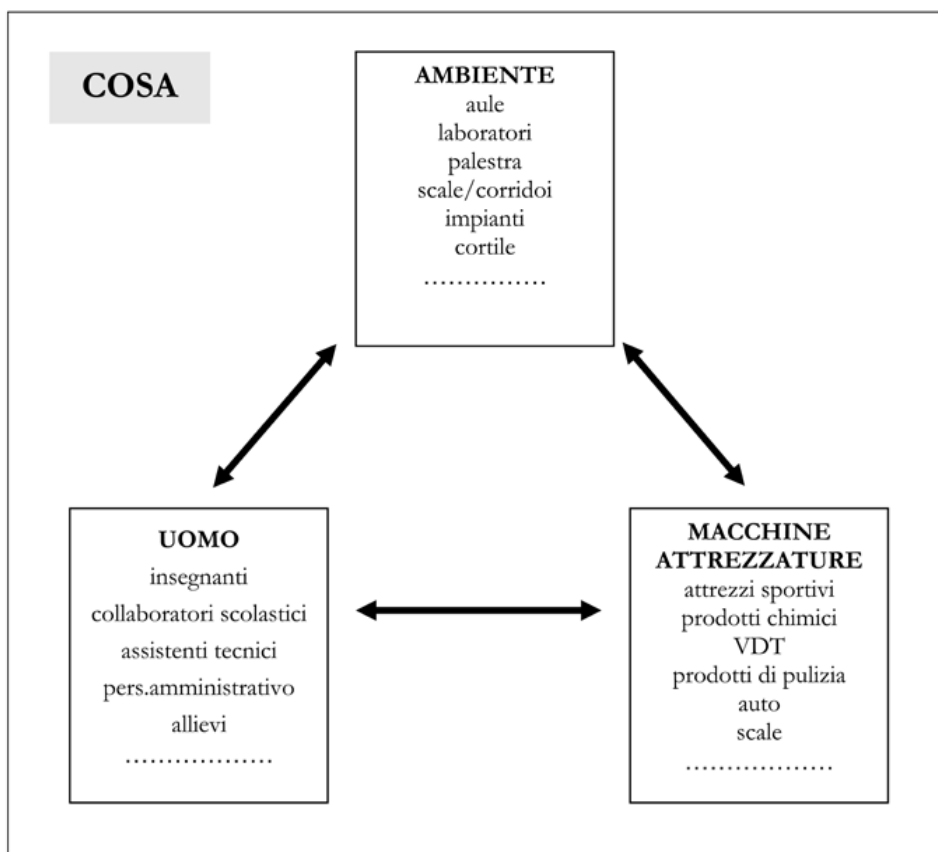 COSA
AMBIENTE
aule
laboratori
palestra
scale/corridoi
impianti
cortile
……………
UOMO
insegnanti
collaboratori scolastici
assistenti tecnici
pers.amministrativo
allievi
………………
MACCHINE
ATTREZZATURE
attrezzi sportivi
prodotti chimici
VDT
prodotti di pulizia
auto
scale
………………